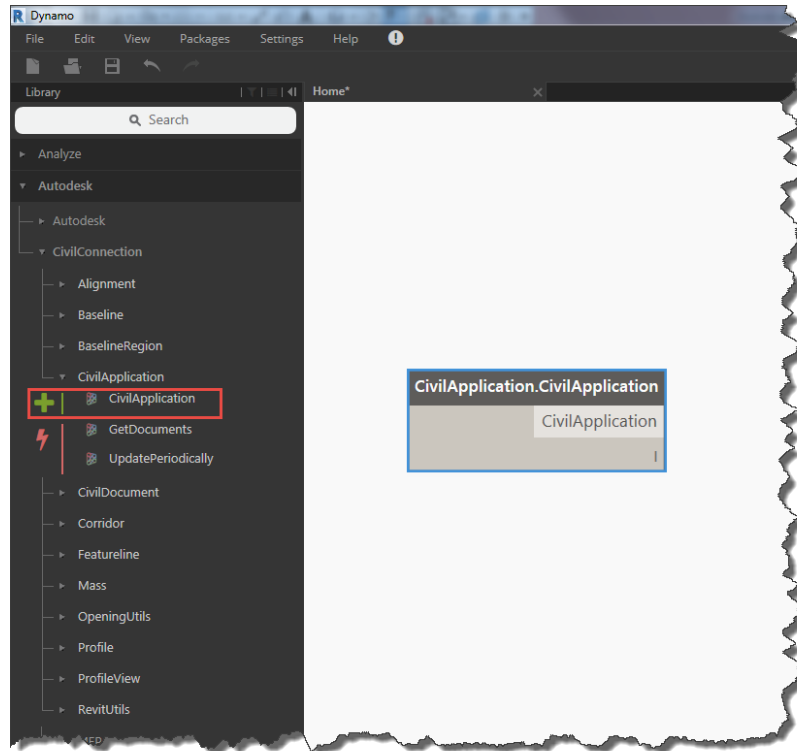 R Dynamo
File Edit View Packages Settings Help !
Library
Home*
Search
Analyze
Autodesk
Autodesk
CivilConnection
Alignment
Baseline
BaselineRegion
CivilApplication
CivilApplication
GetDocuments
UpdatePeriodically
CivilDocument
Corridor
Featureline
Mass
OpeningUtils
Profile
ProfileView
RevitUtils
CivilApplication.CivilApplication
CivilApplication
I